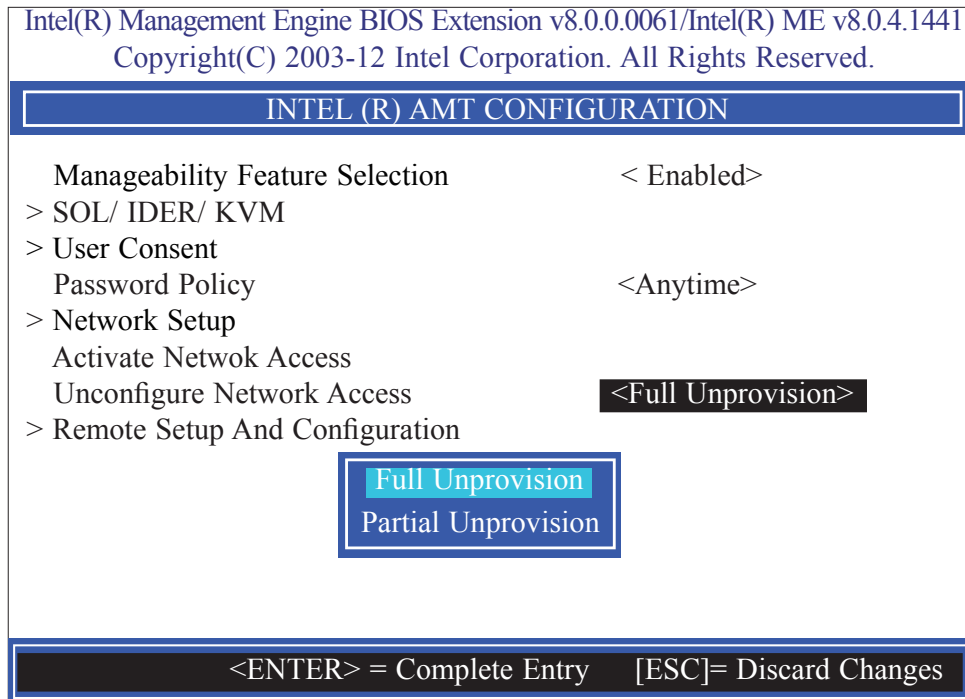 Intel(R) Management Engine BIOS Extension v8.0.0.0061/Intel(R) ME v8.0.4.1441
Copyright(C) 2003-12 Intel Corporation. All Rights Reserved.
INTEL (R) AMT CONFIGURATION
Manageability Feature Selection < Enabled>
> SOL/ IDER/ KVM
> User Consent
Password Policy <Anytime>
> Network Setup
Activate Netwok Access
Unconfigure Network Access <Full Unprovision>
> Remote Setup And Configuration
Full Unprovision
Partial Unprovision
<ENTER> = Complete Entry [ESC]= Discard Changes